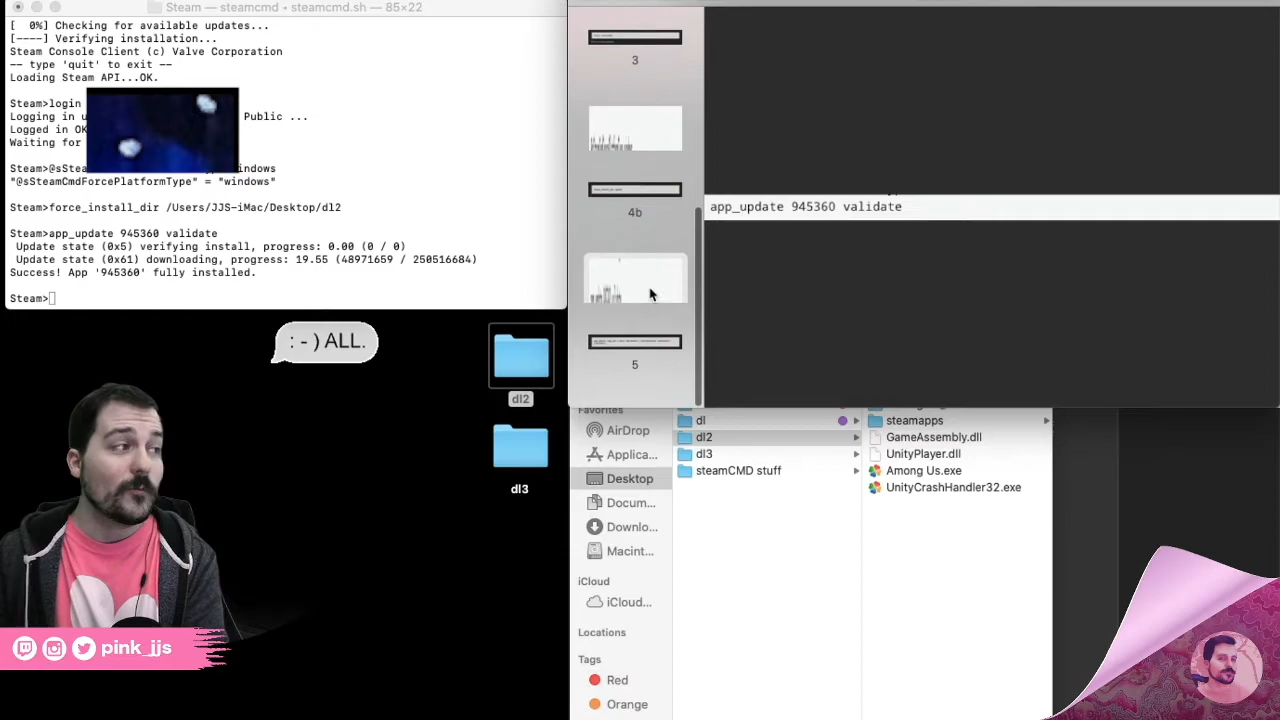 Steam — steamcmd • steamcmd.sh — 85×22
[  0%] Checking for available updates...
[----] Verifying installation...
Steam Console Client (c) Valve Corporation
-- type 'quit' to exit --
Loading Steam API...OK.
Steam>login
Logging in u Public ...
Logged in OK
Waiting for
Steam>@sStea indows
"@sSteamCmdForcePlatformType" = "windows"
Steam>force_install_dir /Users/JJS-iMac/Desktop/dl2
Steam>app_update 945360 validate
Update state (0x5) verifying install, progress: 0.00 (0 / 0)
Update state (0x61) downloading, progress: 19.55 (48971659 / 250516684)
Success! App '945360' fully installed.
Steam>
: - ) ALL.
dl2
dl3
pink_jjs
3
4b
5
app_update 945360 validate
Favorites
AirDrop
Applica...
Desktop
Docum...
Downlo...
Macint...
iCloud
iCloud...
Locations
Tags
Red
Orange
dl
dl2
dl3
steamCMD stuff
steamapps
GameAssembly.dll
UnityPlayer.dll
Among Us.exe
UnityCrashHandler32.exe